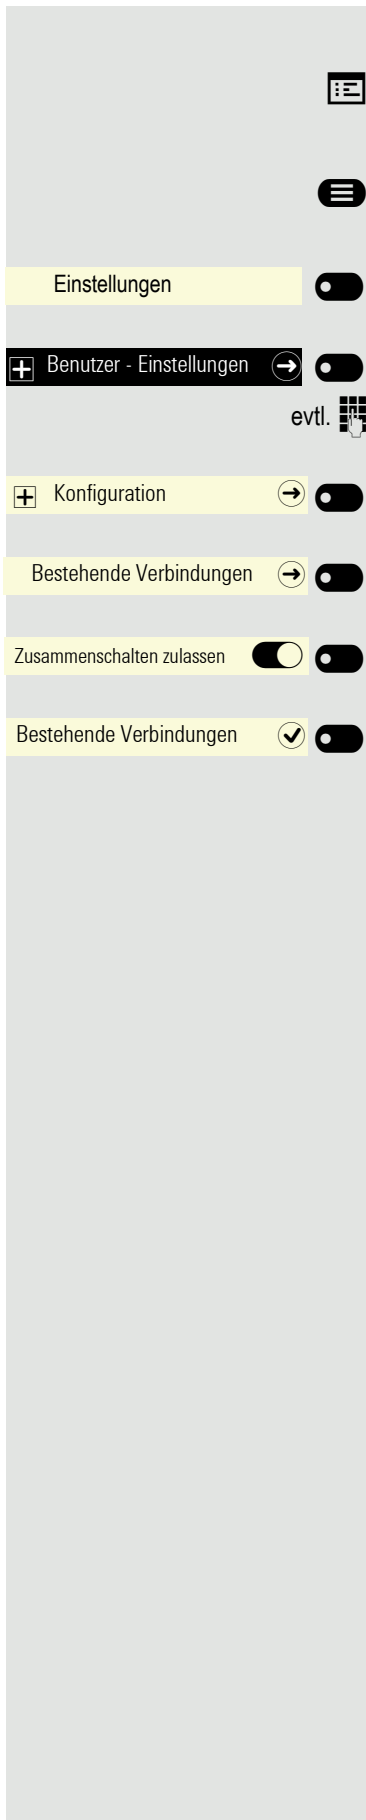 Einstellungen
Benutzer - Einstellungen
evtl.
Konfiguration
Bestehende Verbindungen
Zusammenschalten zulassen
Bestehende Verbindungen